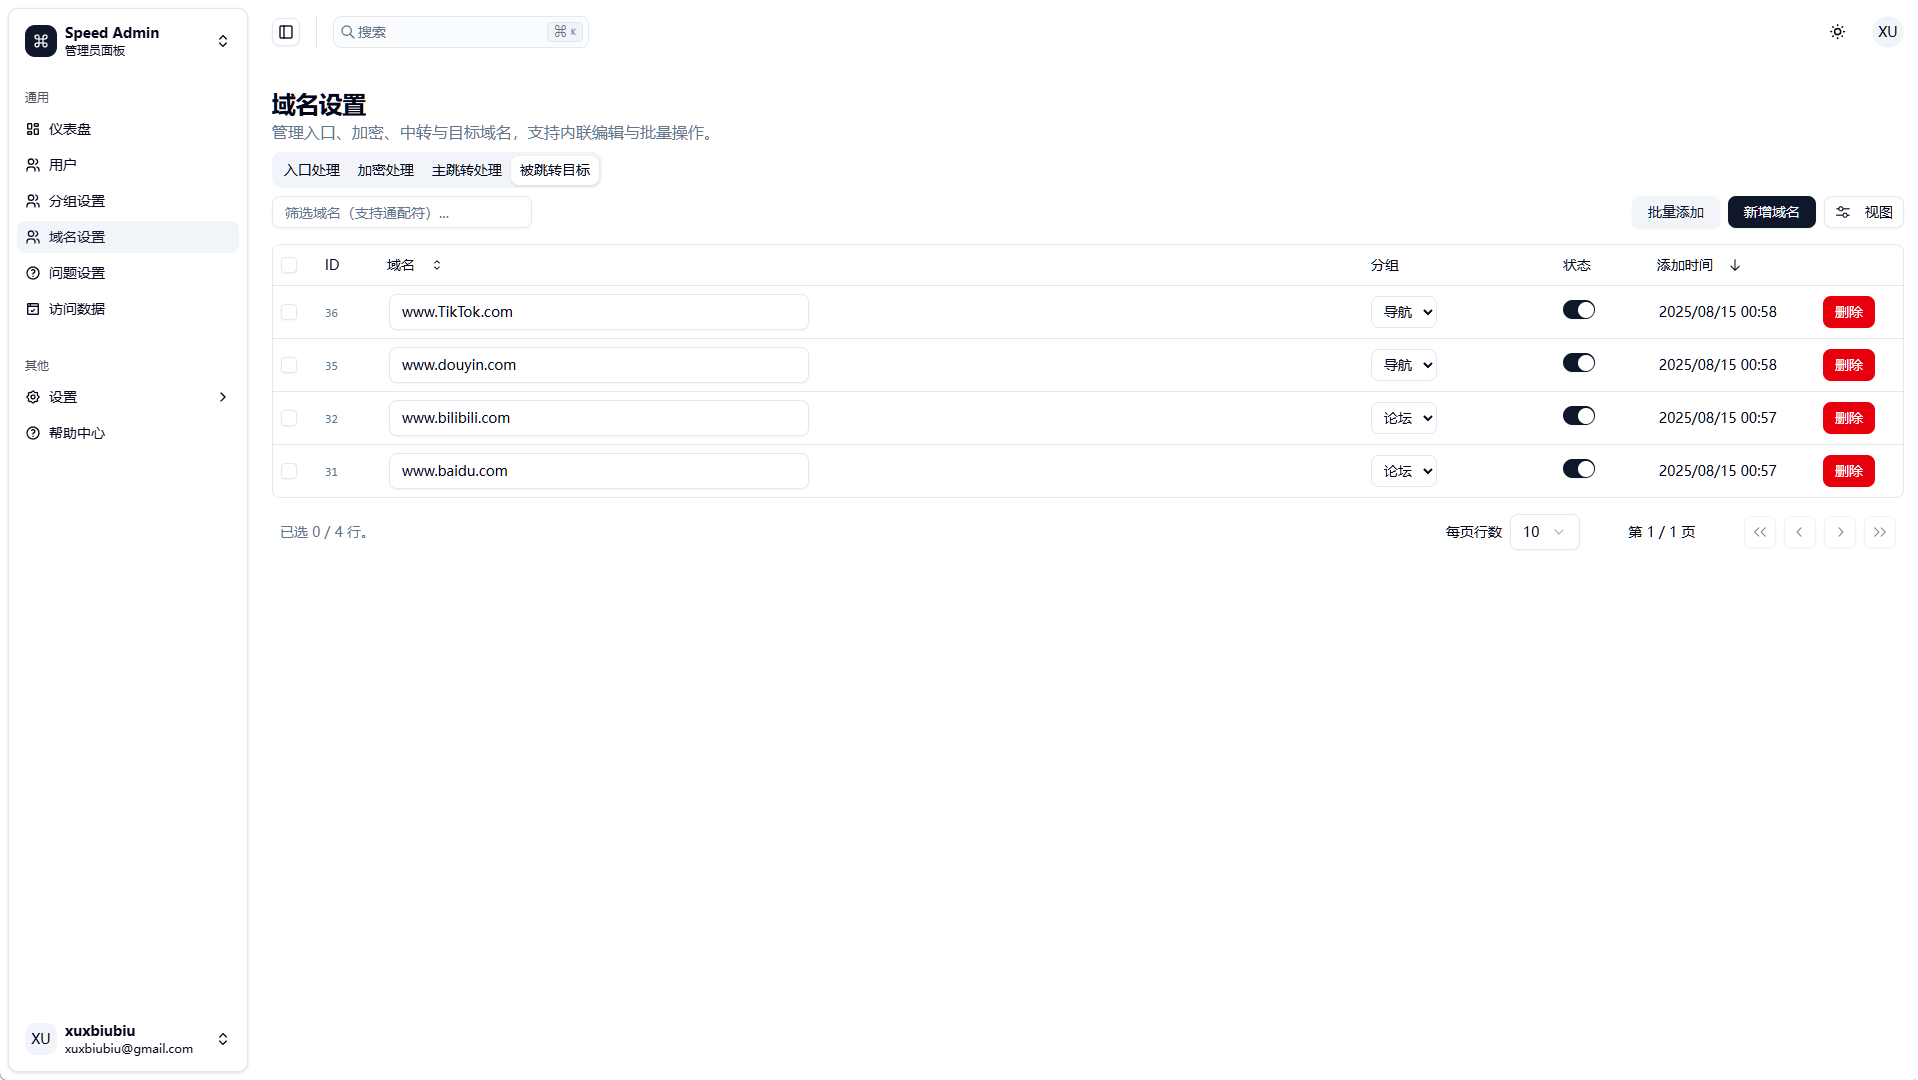 Speed Admin
管理员面板
通用
仪表盘
用户
分组设置
域名设置
问题设置
访问数据
其他
设置
帮助中心
XU
xuxbiubiu
xuxbiubiu@gmail.com
搜索 ⌘ K
XU
域名设置
管理入口、加密、中转与目标域名，支持内联编辑与批量操作。
入口处理 加密处理 主跳转处理 被跳转目标
筛选域名（支持通配符）...
批量添加 新增域名 视图
ID 域名 分组 状态 添加时间
36 www.TikTok.com 导航 2025/08/15 00:58 删除
35 www.douyin.com 导航 2025/08/15 00:58 删除
32 www.bilibili.com 论坛 2025/08/15 00:57 删除
31 www.baidu.com 论坛 2025/08/15 00:57 删除
已选 0 / 4 行。 每页行数 10 第 1 / 1 页